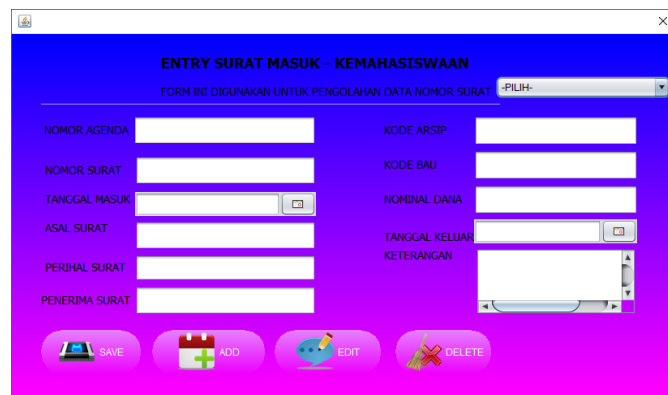 ENTRY SURAT MASUK - KEMAHASISWAAN
FORM INI DIGUNAKAN UNTUK PENGOLAHAN DATA NOMOR SURAT -PILIH-
NOMOR AGENDA
NOMOR SURAT
TANGGAL MASUK
ASAL SURAT
PERIHAL SURAT
PENERIMA SURAT
KODE ARSIP
KODE BAU
NOMINAL DANA
TANGGAL KELUAR
KETERANGAN
SAVE ADD EDIT DELETE